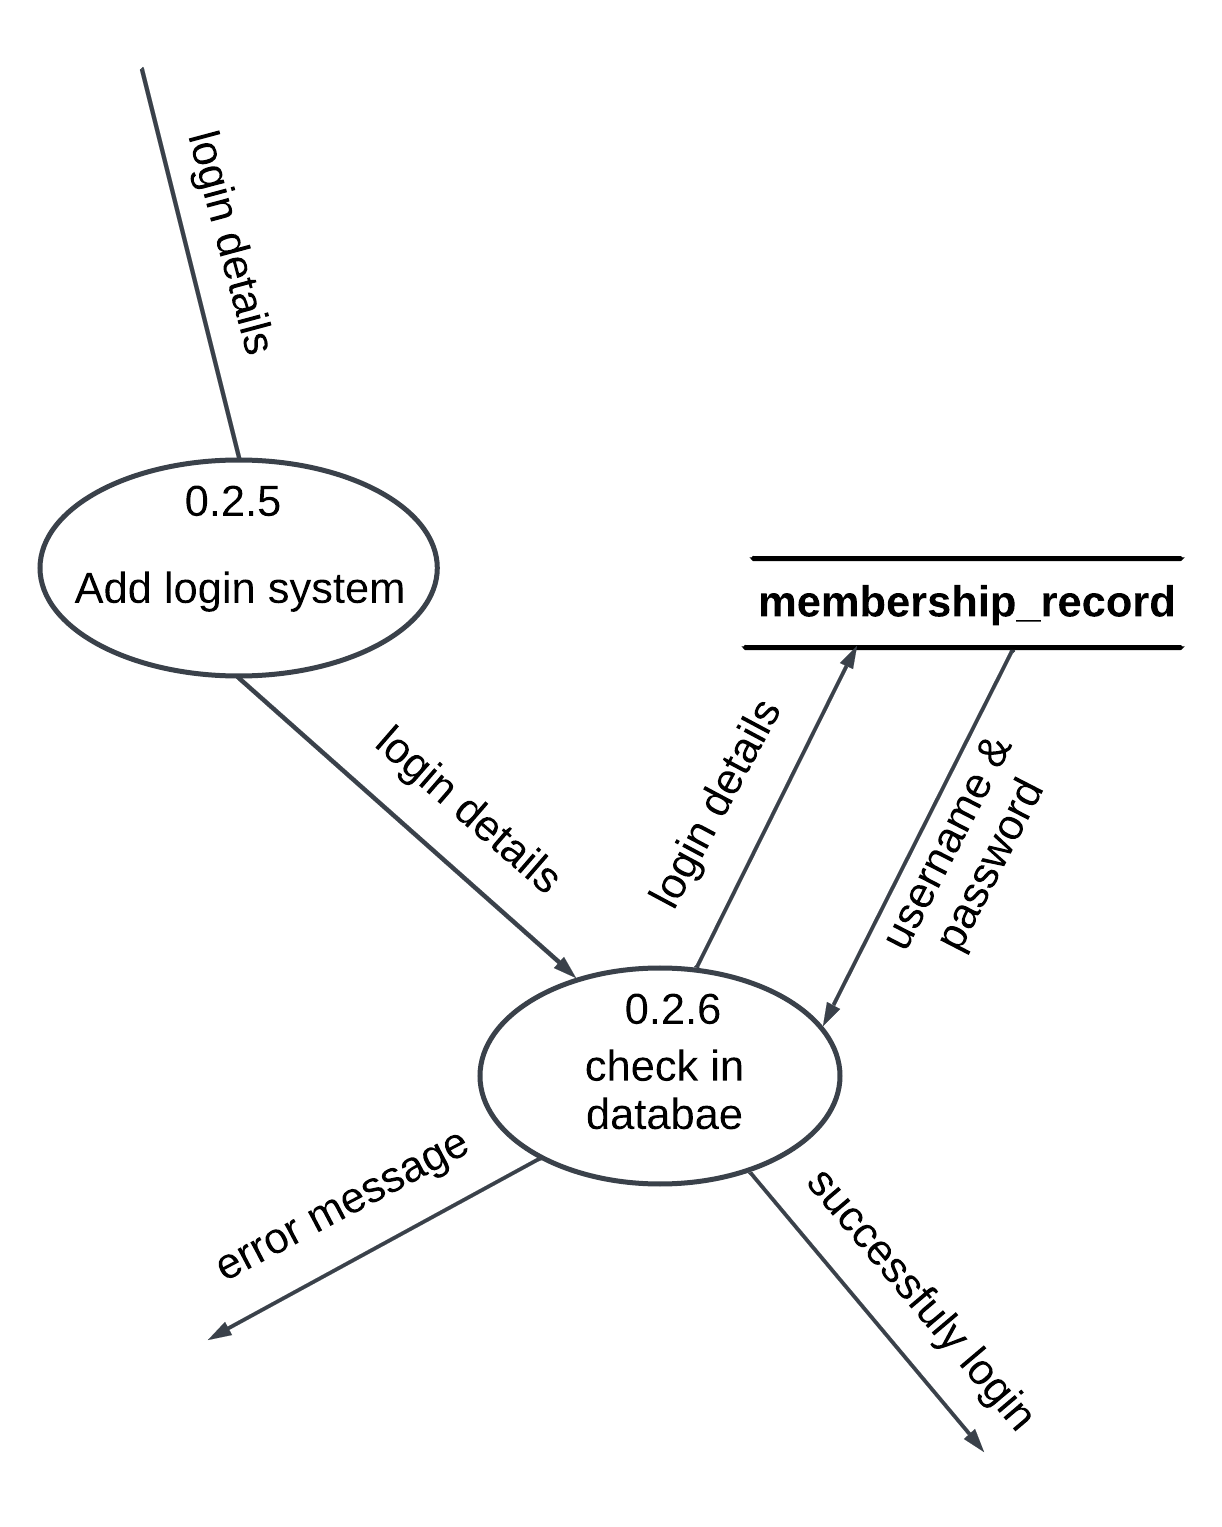 login details
0.2.5
Add login system
membership_record
login details
login details
username &
password
0.2.6
check in
databae
error message
successfuly login